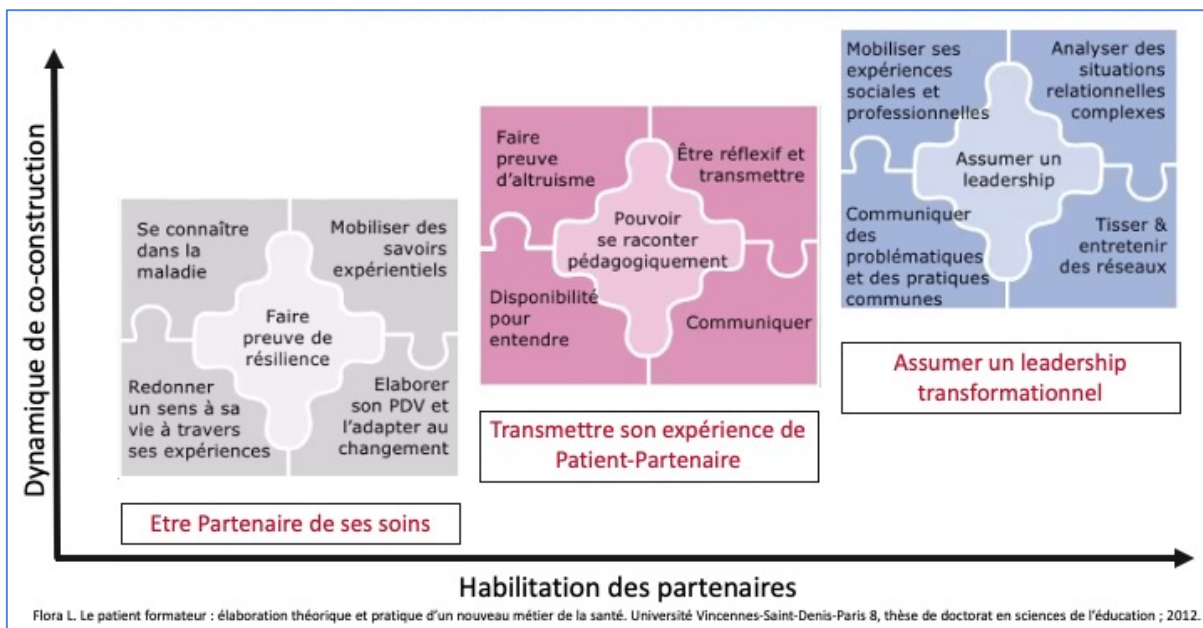 Dynamique de co-construction
Se connaître
dans la
maladie
Mobiliser des
savoirs
expérientiels
Faire
preuve de
résilience
Redonner
un sens à sa
vie à travers
ses expériences
Elaborer
son PDV et
l'adapter au
changement
Etre Partenaire de ses soins
Faire
preuve
d'altruisme
Être réflexif et
transmettre
Pouvoir
se raconter
pédagogiquement
Disponibilité
pour
entendre
Communiquer
Transmettre son expérience de
Patient-Partenaire
Mobiliser ses
expériences
sociales et
professionnelles
Analyser des
situations
relationnelles
complexes
Assumer un
leadership
Communiquer
des
problématiques
et des pratiques
communes
Tisser &
entretenir
des réseaux
Assumer un leadership
transformationnel
Habilitation des partenaires
Flora L. Le patient formateur : élaboration théorique et pratique d'un nouveau métier de la santé. Université Vincennes-Saint-Denis-Paris 8, thèse de doctorat en sciences de l'éducation ; 2012.